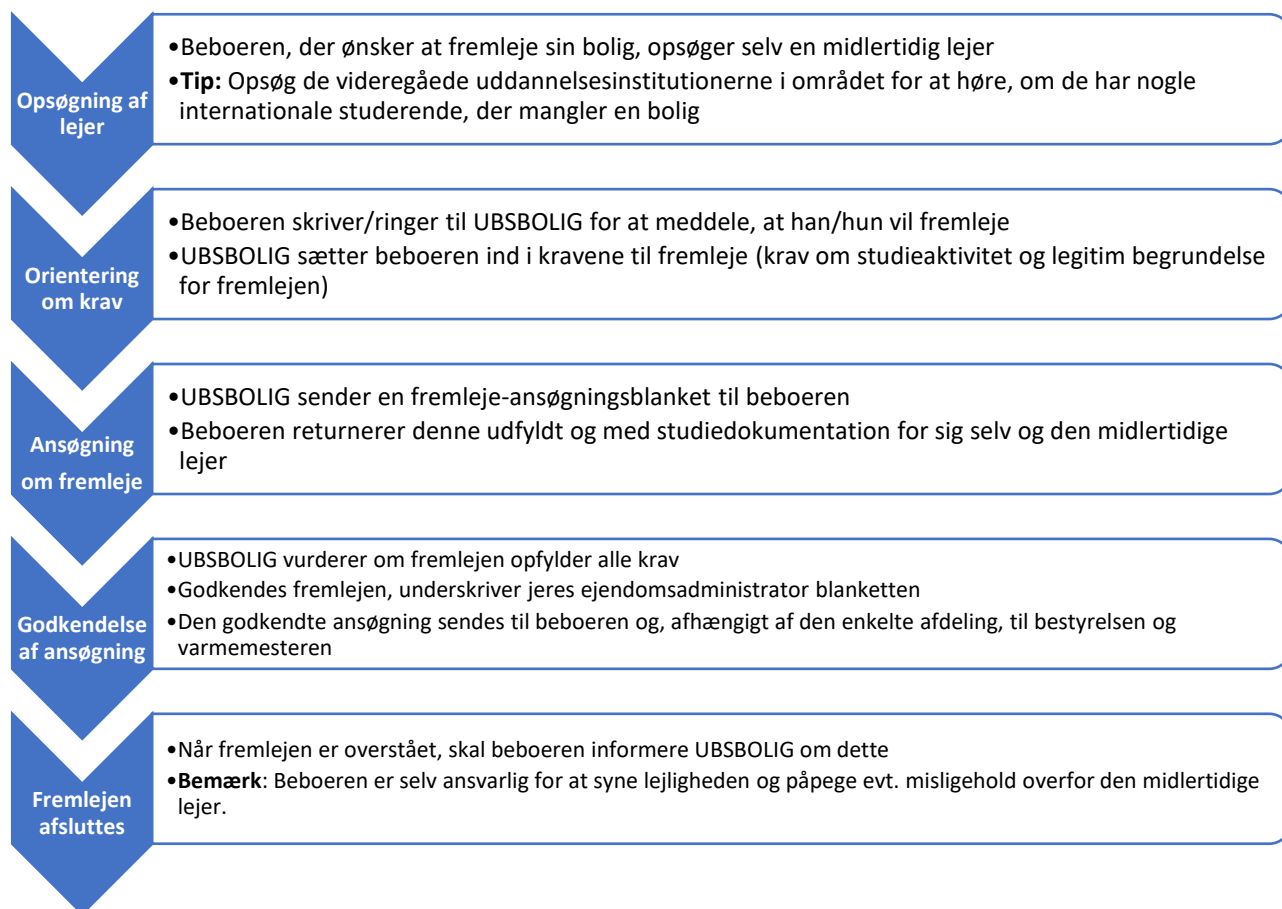 Opsøgning af
lejer
•Beboeren, der ønsker at fremleje sin bolig, opsøger selv en midlertidig lejer
•Tip: Opsøg de videregåede uddannelsesinstitutionerne i området for at høre, om de har nogle
internationale studerende, der mangler en bolig
Orientering
om krav
•Beboeren skriver/ringer til UBSBOLIG for at meddele, at han/hun vil fremleje
•UBSBOLIG sætter beboeren ind i kravene til fremleje (krav om studieaktivitet og legitim begrundelse
for fremlejen)
Ansøgning
om fremleje
•UBSBOLIG sender en fremleje-ansøgningsblanket til beboeren
•Beboeren returnerer denne udfyldt og med studiedokumentation for sig selv og den midlertidige
lejer
Godkendelse
af ansøgning
•UBSBOLIG vurderer om fremlejen opfylder alle krav
•Godkendes fremlejen, underskriver jeres ejendomsadministrator blanketten
•Den godkendte ansøgning sendes til beboeren og, afhængigt af den enkelte afdeling, til bestyrelsen og
varmemesteren
Fremlejen
afsluttes
•Når fremlejen er overstået, skal beboeren informere UBSBOLIG om dette
•Bemærk: Beboeren er selv ansvarlig for at syne lejligheden og påpege evt. misligehold overfor den midlertidige
lejer.